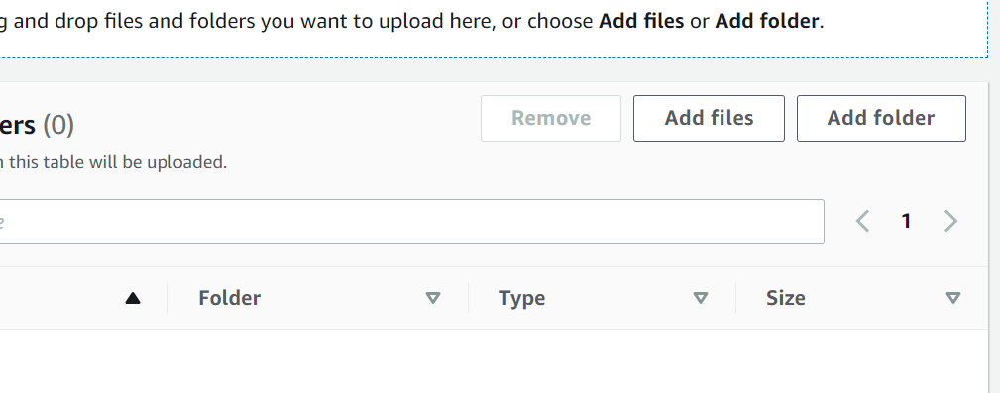 and drop files and folders you want to upload here, or choose Add files or Add folder.
Remove
Add files
Add folder
(0)
this table will be uploaded.
1
Folder
Type
Size